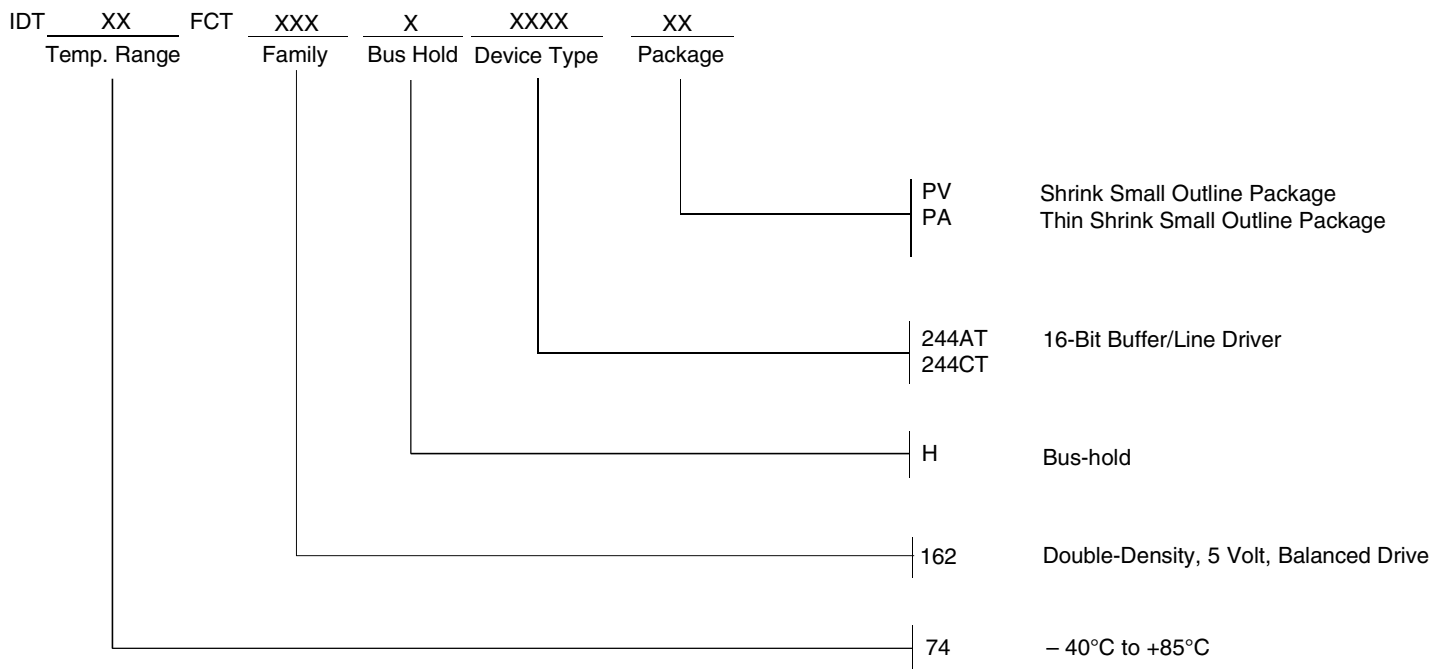 IDT XX FCT XXX X XXXX XX
Temp. Range Family Bus Hold Device Type Package
PV Shrink Small Outline Package
PA Thin Shrink Small Outline Package
244AT 16-Bit Buffer/Line Driver
244CT
H Bus-hold
162 Double-Density, 5 Volt, Balanced Drive
74 – 40°C to +85°C